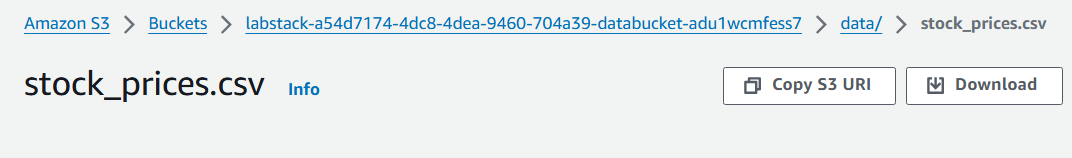 Amazon S3 > Buckets > labstack-a54d7174-4dc8-4dea-9460-704a39-databucket-adu1wcmfess7 > data/ > stock_prices.csv
stock_prices.csv Info Copy S3 URI Download